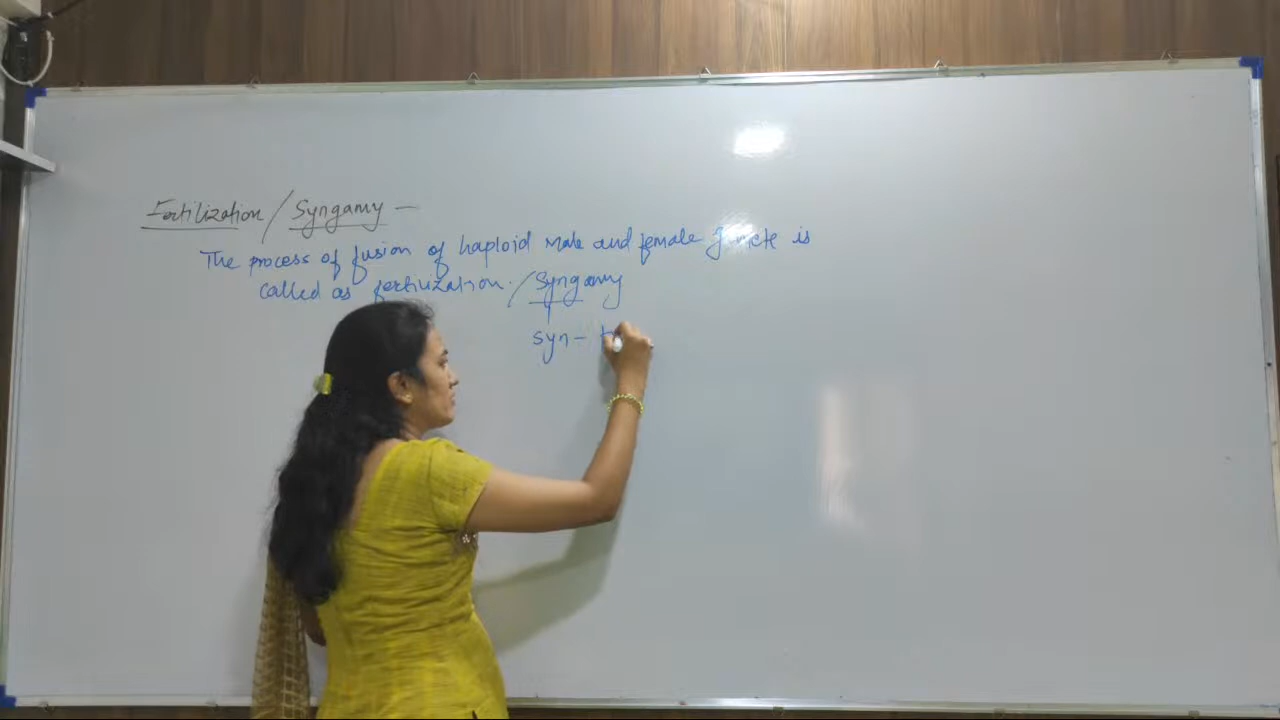 Fertilization / Syngamy -
The process of fusion of haploid Male and female gamete is
called as fertilization. / Syngamy
syn - t